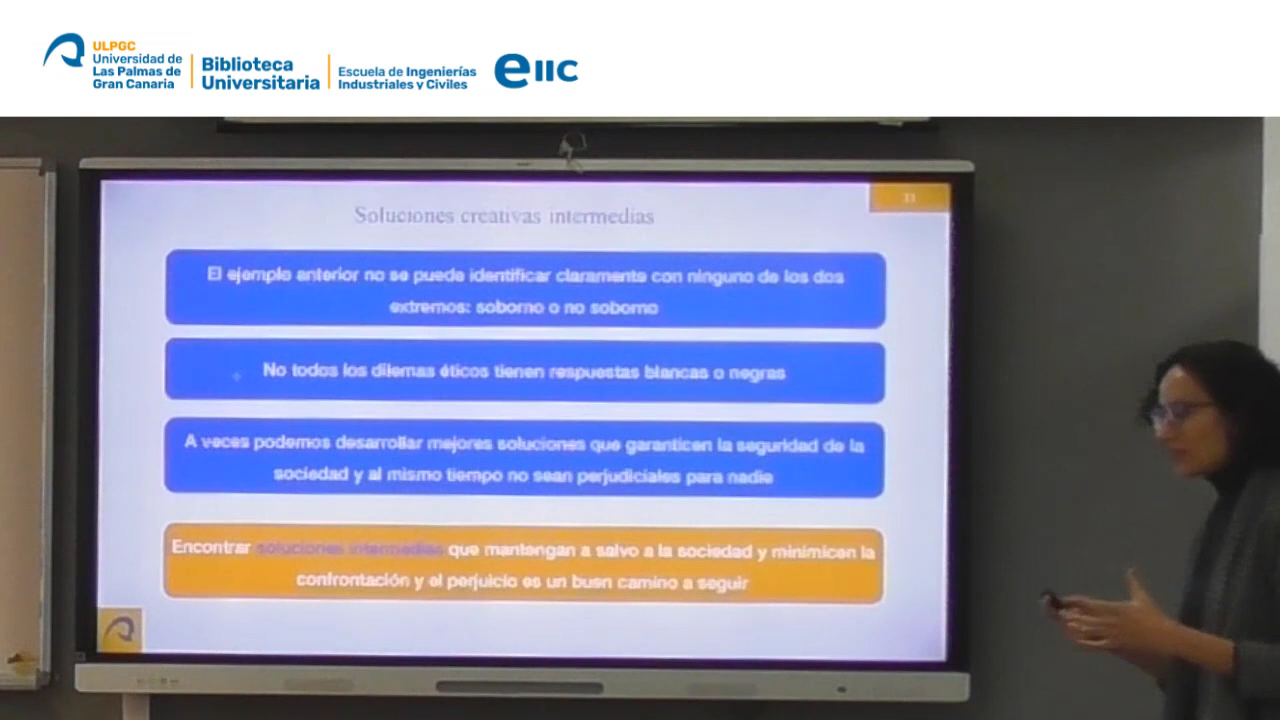 ULPGC
Universidad de
Las Palmas de
Gran Canaria
Biblioteca
Universitaria
Escuela de Ingenierías
Industriales y Civiles
eiic
Soluciones creativas intermedias
El ejemplo anterior no se puede identificar claramente con ninguno de los dos
extremos: soborno o no soborno
No todos los dilemas éticos tienen respuestas blancas o negras
A veces podemos desarrollar mejores soluciones que garanticen la seguridad de la
sociedad y al mismo tiempo no sean perjudiciales para nadie
Encontrar soluciones intermedias que mantengan a salvo a la sociedad y minimicen la
confrontación y el perjuicio es un buen camino a seguir